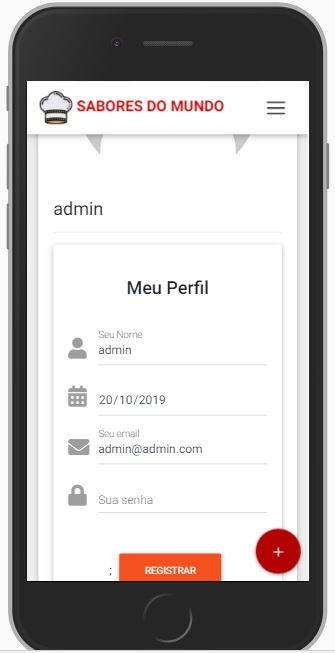 SABORES DO MUNDO
admin
Meu Perfil
Seu Nome
admin
20/10/2019
Seu email
admin@admin.com
Sua senha
+
; REGISTRAR